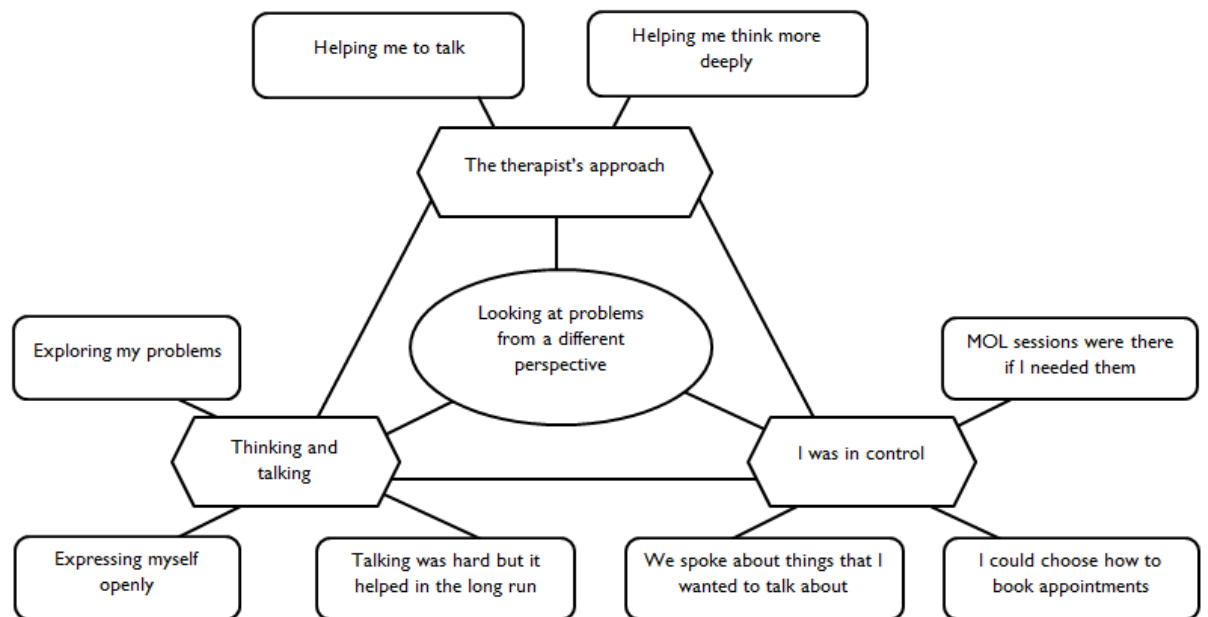 Helping me to talk
Helping me think more
deeply
The therapist's approach
Looking at problems
from a different
perspective
Exploring my problems
MOL sessions were there
if I needed them
Thinking and
talking
I was in control
Expressing myself
openly
Talking was hard but it
helped in the long run
We spoke about things that I
wanted to talk about
I could choose how to
book appointments